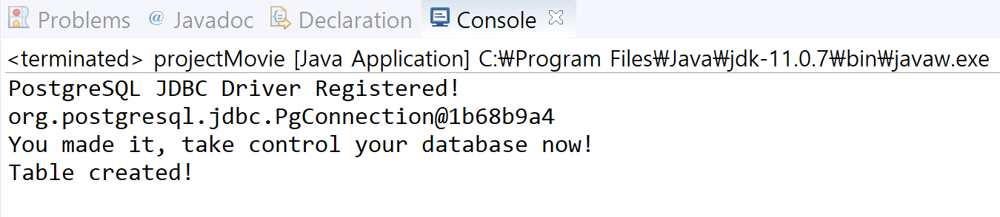 Problems @ Javadoc Declaration Console
<terminated> projectMovie [Java Application] C:₩Program Files₩Java₩jdk-11.0.7₩bin₩javaw.exe
PostgreSQL JDBC Driver Registered!
org.postgresql.jdbc.PgConnection@1b68b9a4
You made it, take control your database now!
Table created!